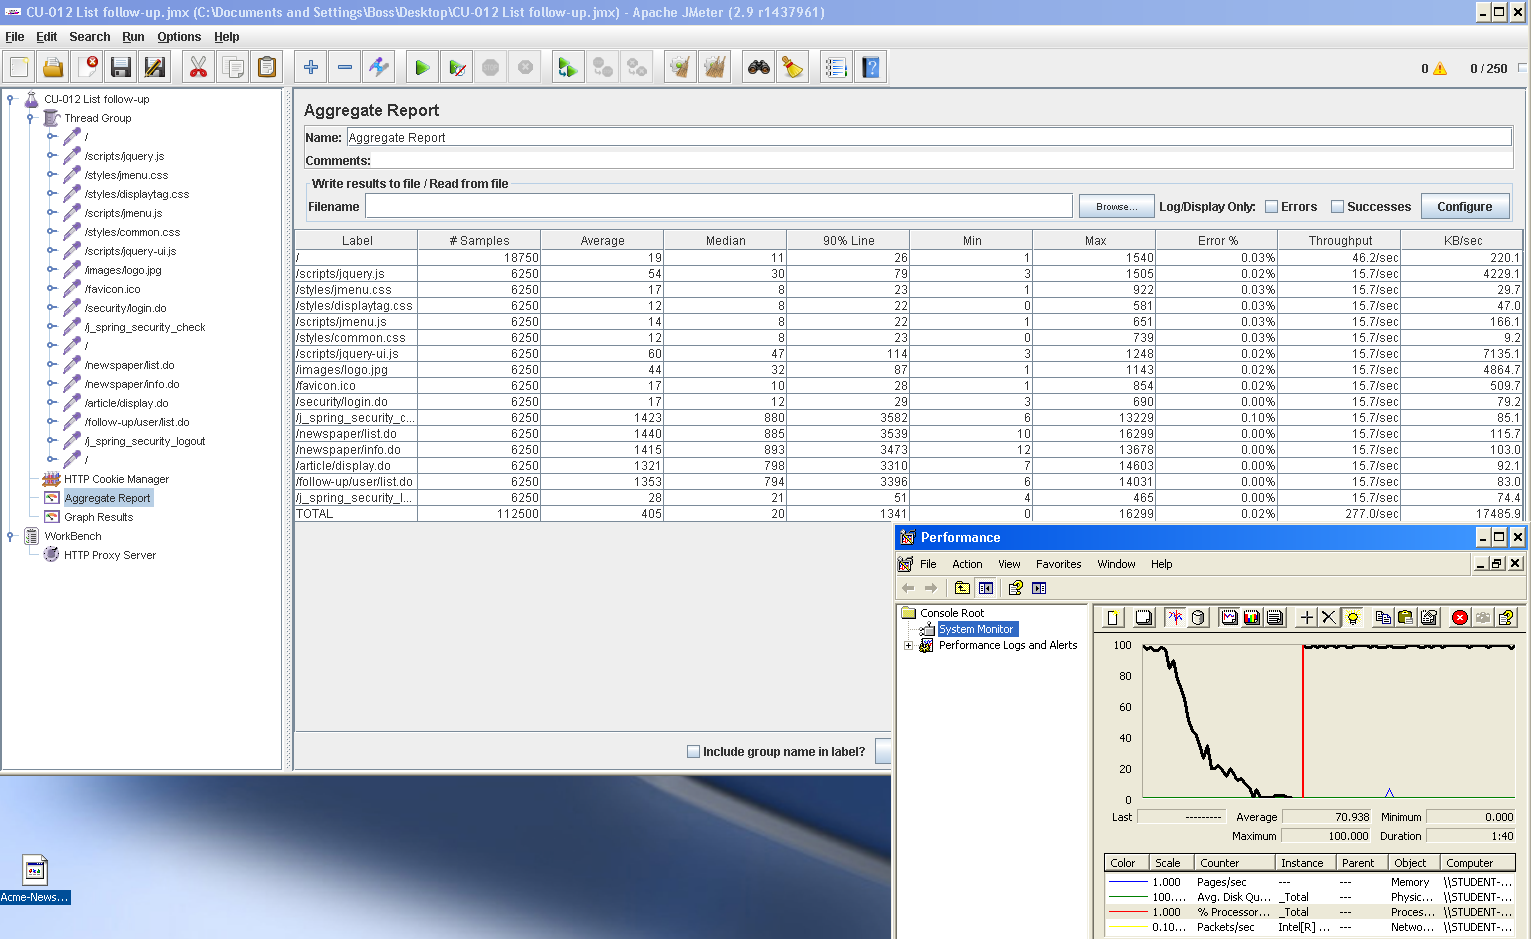 CU-012 List follow-up.jmx (C:\Documents and Settings\Boss\Desktop\CU-012 List follow-up.jmx) - Apache JMeter (2.9 r1437961)
File Edit Search Run Options Help
0 0 / 250
CU-012 List follow-up
Thread Group
/
/scripts/jquery.js
/styles/jmenu.css
/styles/displaytag.css
/scripts/jmenu.js
/styles/common.css
/scripts/jquery-ui.js
/images/logo.jpg
/favicon.ico
/security/login.do
/j_spring_security_check
/
/newspaper/list.do
/newspaper/info.do
/article/display.do
/follow-up/user/list.do
/j_spring_security_logout
/
HTTP Cookie Manager
Aggregate Report
Graph Results
WorkBench
HTTP Proxy Server
Aggregate Report
Name: Aggregate Report
Comments:
Write results to file / Read from file
Filename Browse... Log/Display Only: Errors Successes Configure
Label # Samples Average Median 90% Line Min Max Error % Throughput KB/sec
/ 18750 19 11 26 1 1540 0.03% 46.2/sec 220.1
/scripts/jquery.js 6250 54 30 79 3 1505 0.02% 15.7/sec 4229.1
/styles/jmenu.css 6250 17 8 23 1 922 0.03% 15.7/sec 29.7
/styles/displaytag.css 6250 12 8 22 0 581 0.03% 15.7/sec 47.0
/scripts/jmenu.js 6250 14 8 22 1 651 0.03% 15.7/sec 166.1
/styles/common.css 6250 12 8 23 0 739 0.03% 15.7/sec 9.2
/scripts/jquery-ui.js 6250 60 47 114 3 1248 0.02% 15.7/sec 7135.1
/images/logo.jpg 6250 44 32 87 1 1143 0.02% 15.7/sec 4864.7
/favicon.ico 6250 17 10 28 1 854 0.02% 15.7/sec 509.7
/security/login.do 6250 17 12 29 3 690 0.00% 15.7/sec 79.2
/j_spring_security_c... 6250 1423 880 3582 6 13229 0.10% 15.7/sec 85.1
/newspaper/list.do 6250 1440 885 3539 10 16299 0.00% 15.7/sec 115.7
/newspaper/info.do 6250 1415 893 3473 12 13678 0.00% 15.7/sec 103.0
/article/display.do 6250 1321 798 3310 7 14603 0.00% 15.7/sec 92.1
/follow-up/user/list.do 6250 1353 794 3396 6 14031 0.00% 15.7/sec 83.0
/j_spring_security_l... 6250 28 21 51 4 465 0.00% 15.7/sec 74.4
TOTAL 112500 405 20 1341 0 16299 0.02% 277.0/sec 17485.9
Include group name in label?
Performance
File Action View Favorites Window Help
Console Root
System Monitor
Performance Logs and Alerts
100
80
60
40
20
0
Last --------- Average 70.938 Minimum 0.000
Maximum 100.000 Duration 1:40
Color Scale Counter Instance Parent Object Computer
1.000 Pages/sec --- --- Memory \\STUDENT-...
100.... Avg. Disk Qu... _Total --- Physic... \\STUDENT-...
1.000 % Processor... _Total --- Proces... \\STUDENT-...
0.10... Packets/sec Intel[R] ... --- Netwo... \\STUDENT-...
Acme-News...